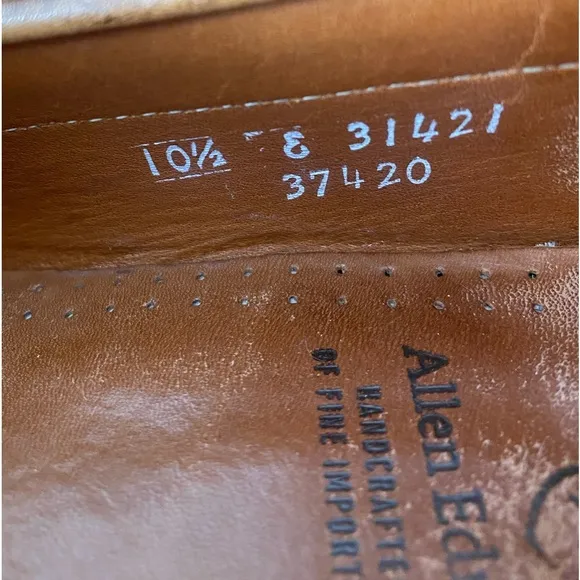 10½ E 31421
37420
Allen Ed
HANDCRAFTE
OF FINE IMPORT